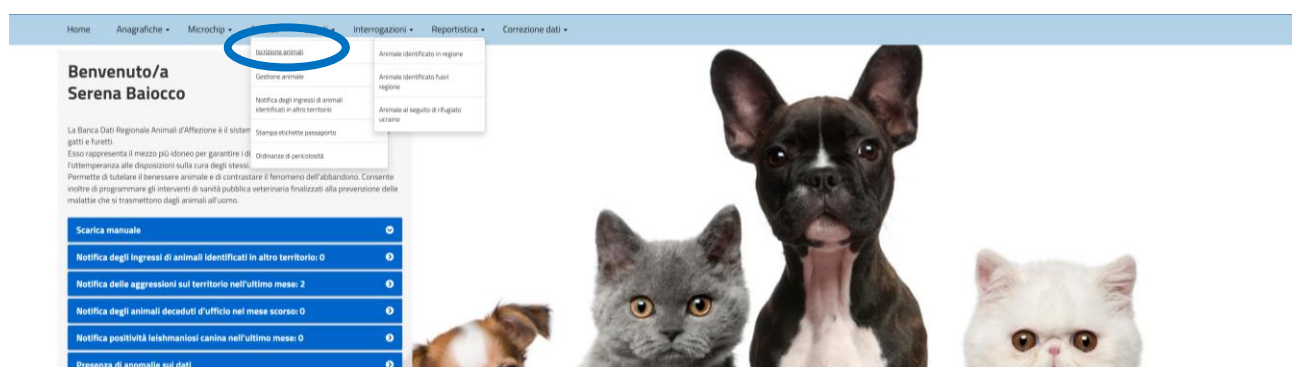 Home Anagrafiche Microchip Interrogazioni Reportistica Correzione dati
Iscrizione animali
Gestione animale
Notifica degli ingressi di animali
identificati in altro territorio
Stampa etichette passaporto
Ordinanze di pericolosità
Animale identificato in regione
Animale identificato fuori
regione
Animale al seguito di rifugiato
ucraino
Benvenuto/a
Serena Baiocco
La Banca Dati Regionale Animali d'Affezione è il
gatti e furetti.
Esso rappresenta il mezzo più idoneo per garantire i
l'ottemperanza alle disposizioni sulla cura degli stessi
Permette di tutelare il benessere animale e di contrastare il fenomeno dell'abbandono. Consente
inoltre di programmare gli interventi di sanità pubblica veterinaria finalizzati alla prevenzione delle
malattie che si trasmettono dagli animali all'uomo.
Scarica manuale
Notifica degli ingressi di animali identificati in altro territorio: 0
Notifica delle aggressioni sul territorio nell'ultimo mese: 2
Notifica degli animali deceduti d'ufficio nel mese scorso: 0
Notifica positività leishmaniosi canina nell'ultimo mese: 0
Presenza di anomalie sui dati